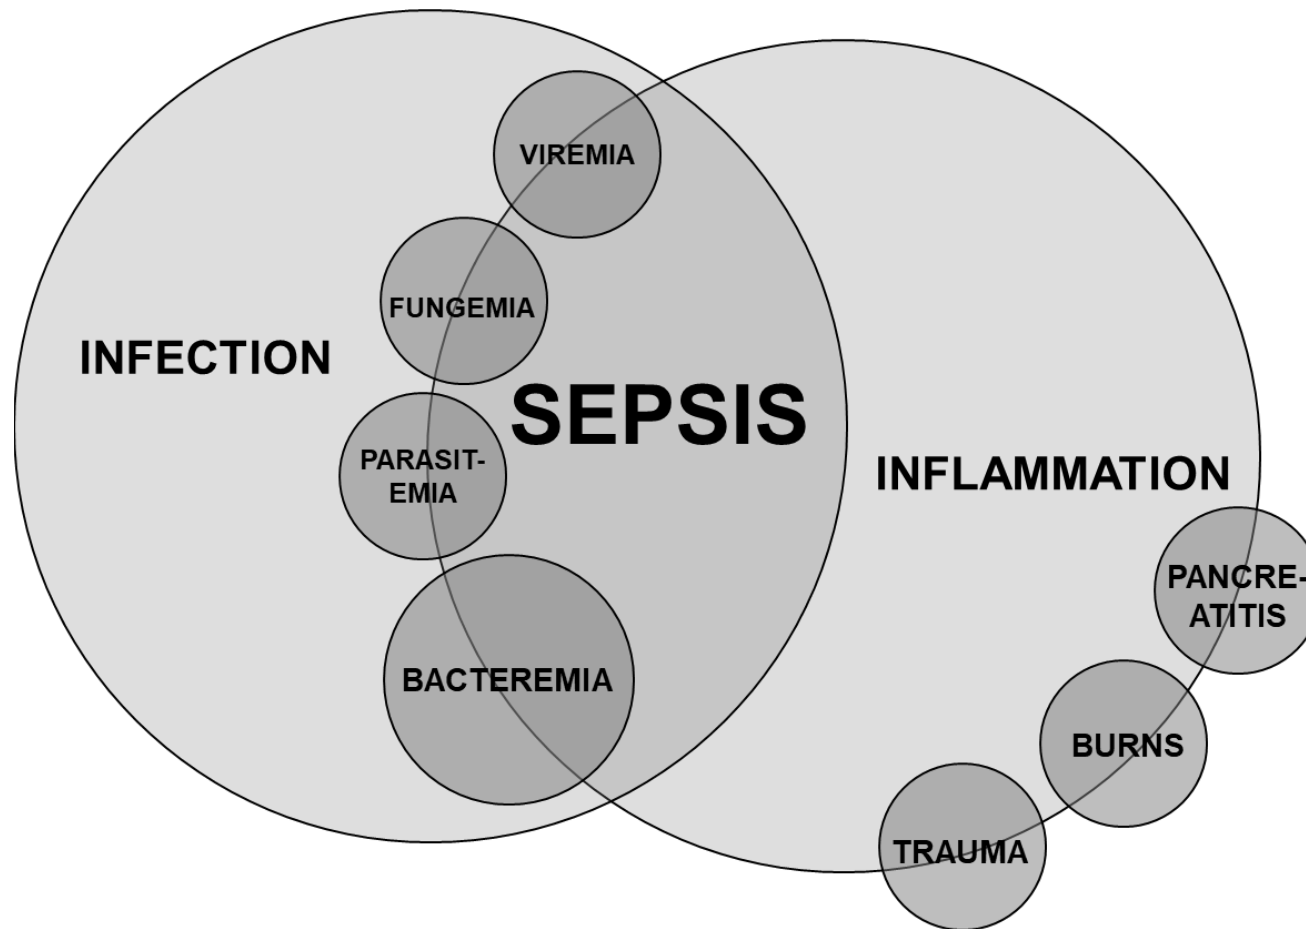 VIREMIA
FUNGEMIA
INFECTION
SEPSIS
PARASIT-
EMIA
INFLAMMATION
PANCRE-
ATITIS
BACTEREMIA
BURNS
TRAUMA